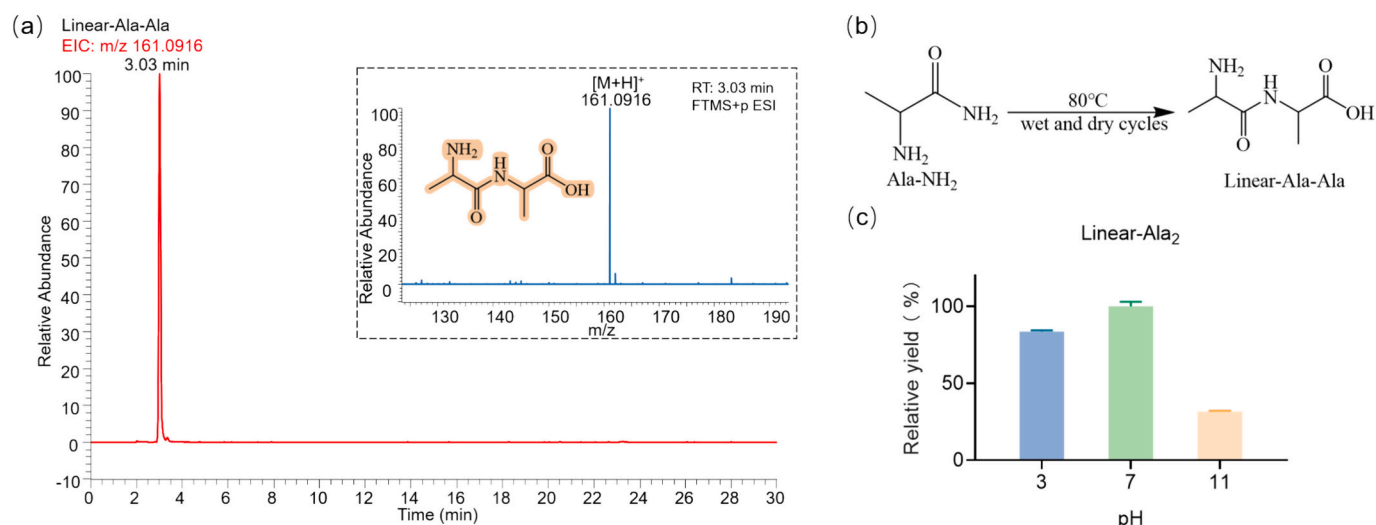 (a)
Linear-Ala-Ala
EIC: m/z 161.0916
3.03 min
Relative Abundance
100
90
80
70
60
50
40
30
20
10
0
-10
0 2 4 6 8 10 12 14 16 18 20 22 24 26 28 30
Time (min)
[M+H]⁺
161.0916
RT: 3.03 min
FTMS+p ESI
Relative Abundance
100
80
60
40
20
0
NH₂
H
N
O
O
OH
130 140 150 160 170 180 190
m/z
(b)
O
NH₂
NH₂
Ala-NH₂
80°C
wet and dry cycles
NH₂
H
N
O
O
OH
Linear-Ala-Ala
(c)
Linear-Ala₂
Relative yield ( %)
100
50
0
3 7 11
pH